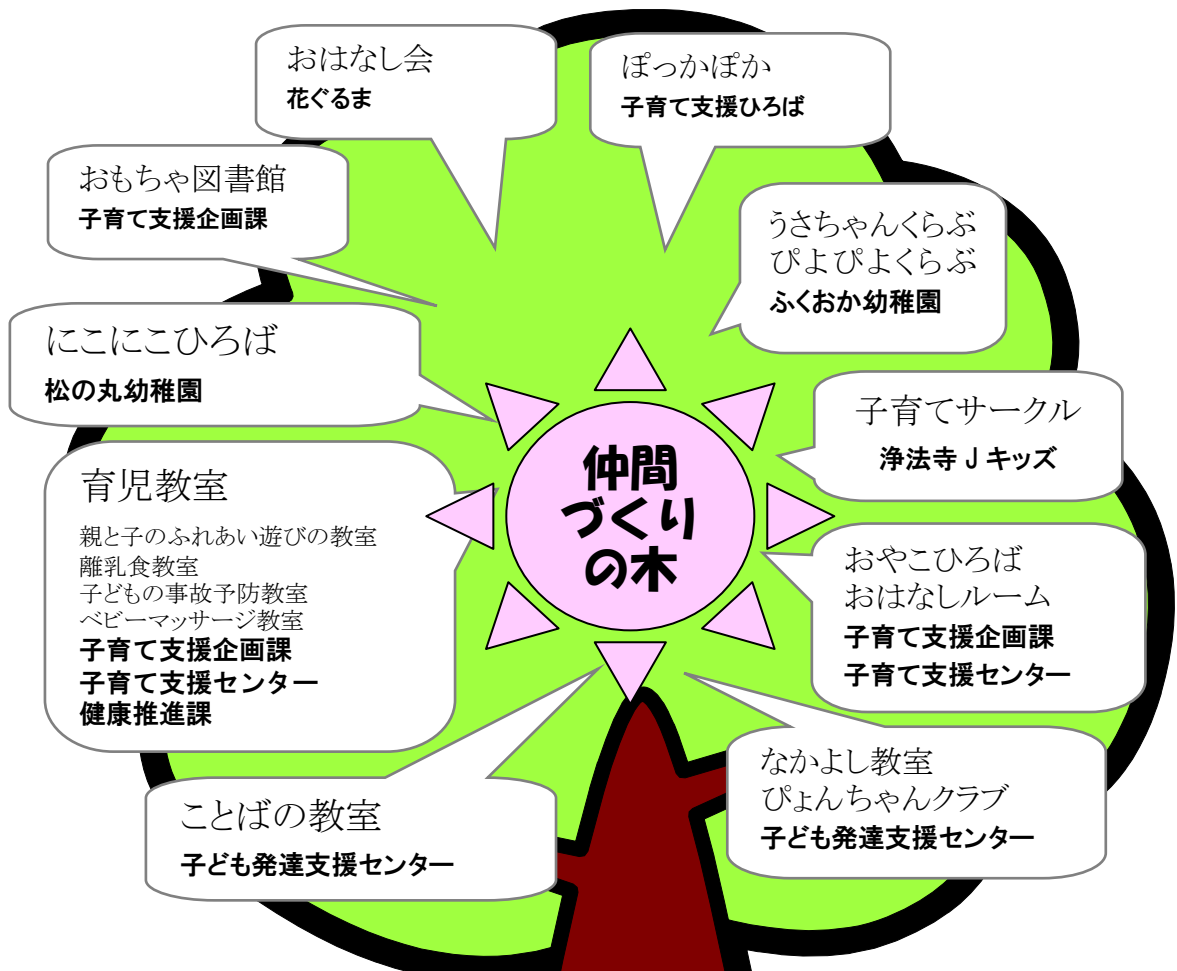 おはなし会
花ぐるま
ぽっかぽか
子育て支援ひろば
おもちゃ図書館
子育て支援企画課
うさちゃんくらぶ
ぴよぴよくらぶ
ふくおか幼稚園
にこにこひろば
松の丸幼稚園
子育てサークル
浄法寺Jキッズ
仲間
づくり
の木
育児教室
親と子のふれあい遊びの教室
離乳食教室
子どもの事故予防教室
ベビーマッサージ教室
子育て支援企画課
子育て支援センター
健康推進課
おやこひろば
おはなしルーム
子育て支援企画課
子育て支援センター
なかよし教室
ぴょんちゃんクラブ
子ども発達支援センター
ことばの教室
子ども発達支援センター